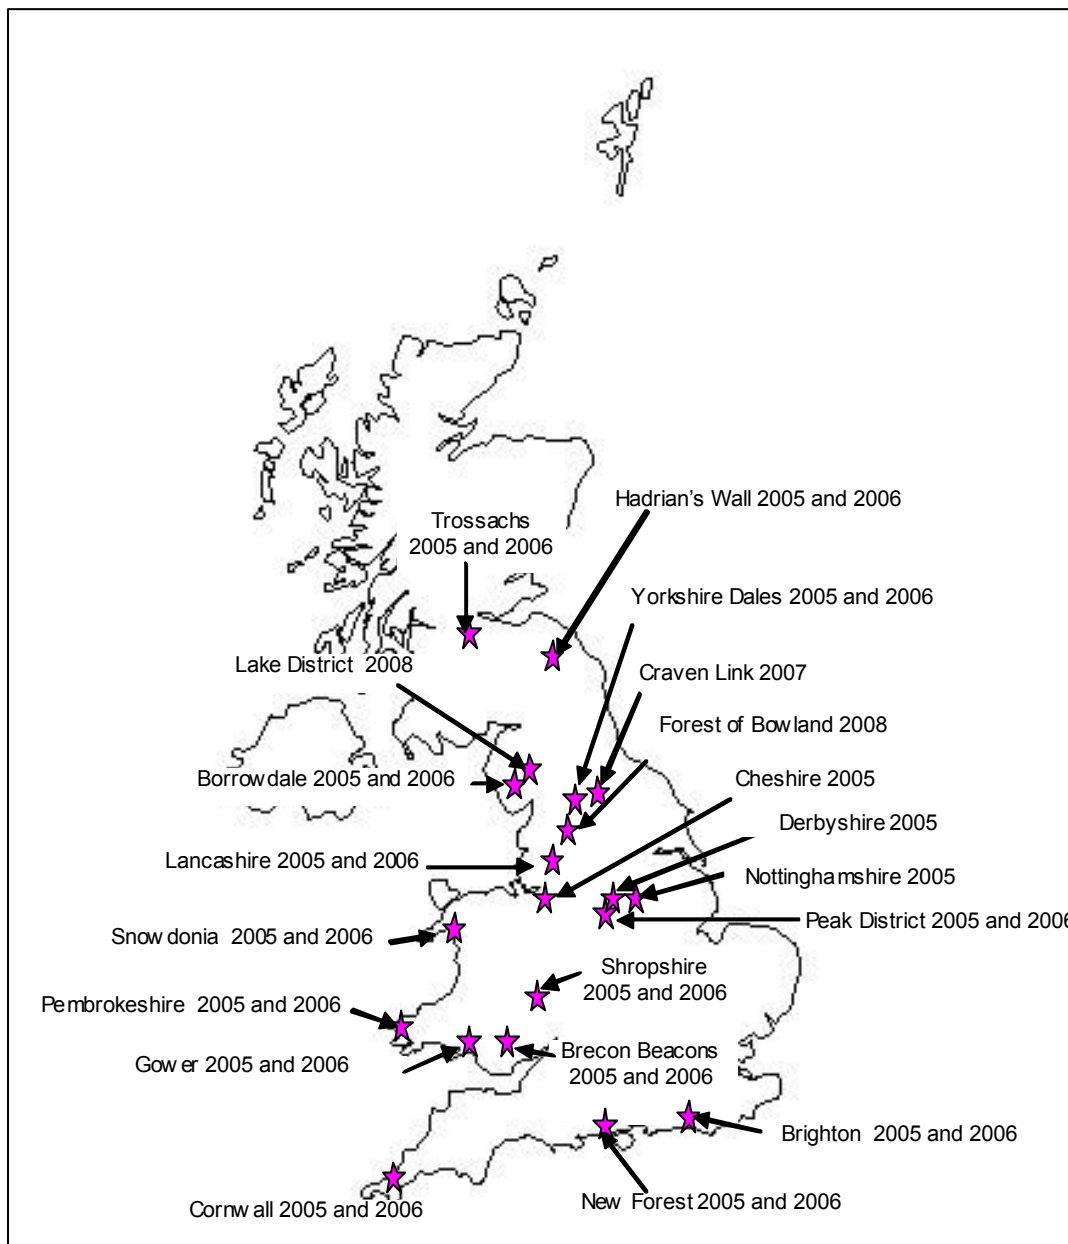 Hadrian's Wall 2005 and 2006
Trossachs
2005 and 2006
Yorkshire Dales 2005 and 2006
Lake District 2008
Craven Link 2007
Forest of Bowland 2008
Borrowdale 2005 and 2006
Cheshire 2005
Derbyshire 2005
Lancashire 2005 and 2006
Nottinghamshire 2005
Peak District 2005 and 2006
Snowdonia 2005 and 2006
Shropshire
2005 and 2006
Pembrokeshire 2005 and 2006
Gower 2005 and 2006
Brecon Beacons
2005 and 2006
Brighton 2005 and 2006
New Forest 2005 and 2006
Cornwall 2005 and 2006